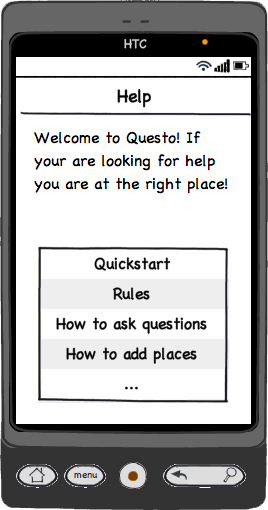 HTC
Help
Welcome to Questo! If
your are looking for help
you are at the right place!
Quickstart
Rules
How to ask questions
How to add places
...
menu